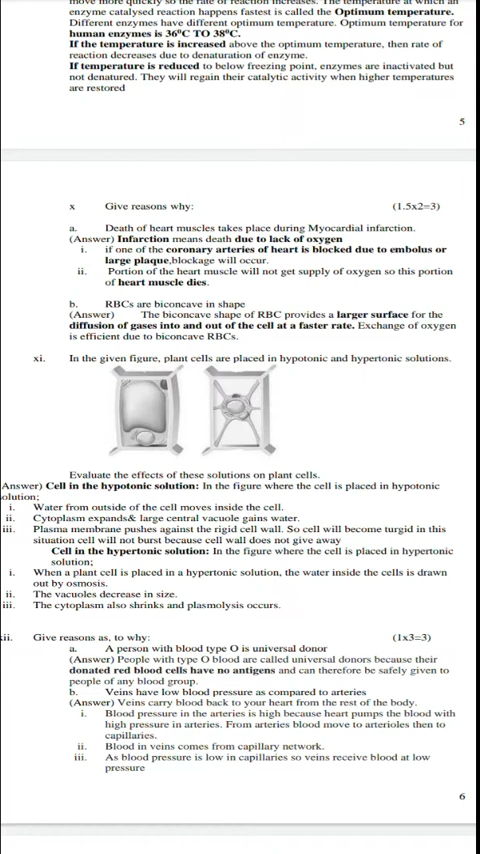 move more quickly so the rate of reaction increases. The temperature at which an
enzyme catalysed reaction happens fastest is called the Optimum temperature.
Different enzymes have different optimum temperature. Optimum temperature for
human enzymes is 36⁰C TO 38⁰C.
If the temperature is increased above the optimum temperature, then rate of
reaction decreases due to denaturation of enzyme.
If temperature is reduced to below freezing point, enzymes are inactivated but
not denatured. They will regain their catalytic activity when higher temperatures
are restored
5
x Give reasons why: (1.5x2=3)
a. Death of heart muscles takes place during Myocardial infarction.
(Answer) Infarction means death due to lack of oxygen
i. if one of the coronary arteries of heart is blocked due to embolus or
large plaque,blockage will occur.
ii. Portion of the heart muscle will not get supply of oxygen so this portion
of heart muscle dies.
b. RBCs are biconcave in shape
(Answer) The biconcave shape of RBC provides a larger surface for the
diffusion of gases into and out of the cell at a faster rate. Exchange of oxygen
is efficient due to biconcave RBCs.
xi. In the given figure, plant cells are placed in hypotonic and hypertonic solutions.
Evaluate the effects of these solutions on plant cells.
Answer) Cell in the hypotonic solution: In the figure where the cell is placed in hypotonic
olution;
i. Water from outside of the cell moves inside the cell.
ii. Cytoplasm expands& large central vacuole gains water.
iii. Plasma membrane pushes against the rigid cell wall. So cell will become turgid in this
situation cell will not burst because cell wall does not give away
Cell in the hypertonic solution: In the figure where the cell is placed in hypertonic
solution;
i. When a plant cell is placed in a hypertonic solution, the water inside the cells is drawn
out by osmosis.
ii. The vacuoles decrease in size.
iii. The cytoplasm also shrinks and plasmolysis occurs.
ii. Give reasons as, to why: (1x3=3)
a. A person with blood type O is universal donor
(Answer) People with type O blood are called universal donors because their
donated red blood cells have no antigens and can therefore be safely given to
people of any blood group.
b. Veins have low blood pressure as compared to arteries
(Answer) Veins carry blood back to your heart from the rest of the body.
i. Blood pressure in the arteries is high because heart pumps the blood with
high pressure in arteries. From arteries blood move to arterioles then to
capillaries.
ii. Blood in veins comes from capillary network.
iii. As blood pressure is low in capillaries so veins receive blood at low
pressure
6